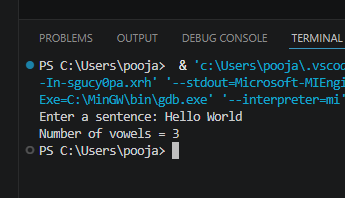 PROBLEMS OUTPUT DEBUG CONSOLE TERMINAL
PS C:\Users\pooja>  & 'c:\Users\pooja\.vscod
-In-sgucy0pa.xrh' '--stdout=Microsoft-MIEngi
Exe=C:\MinGW\bin\gdb.exe' '--interpreter=mi'
Enter a sentence: Hello World
Number of vowels = 3
PS C:\Users\pooja>